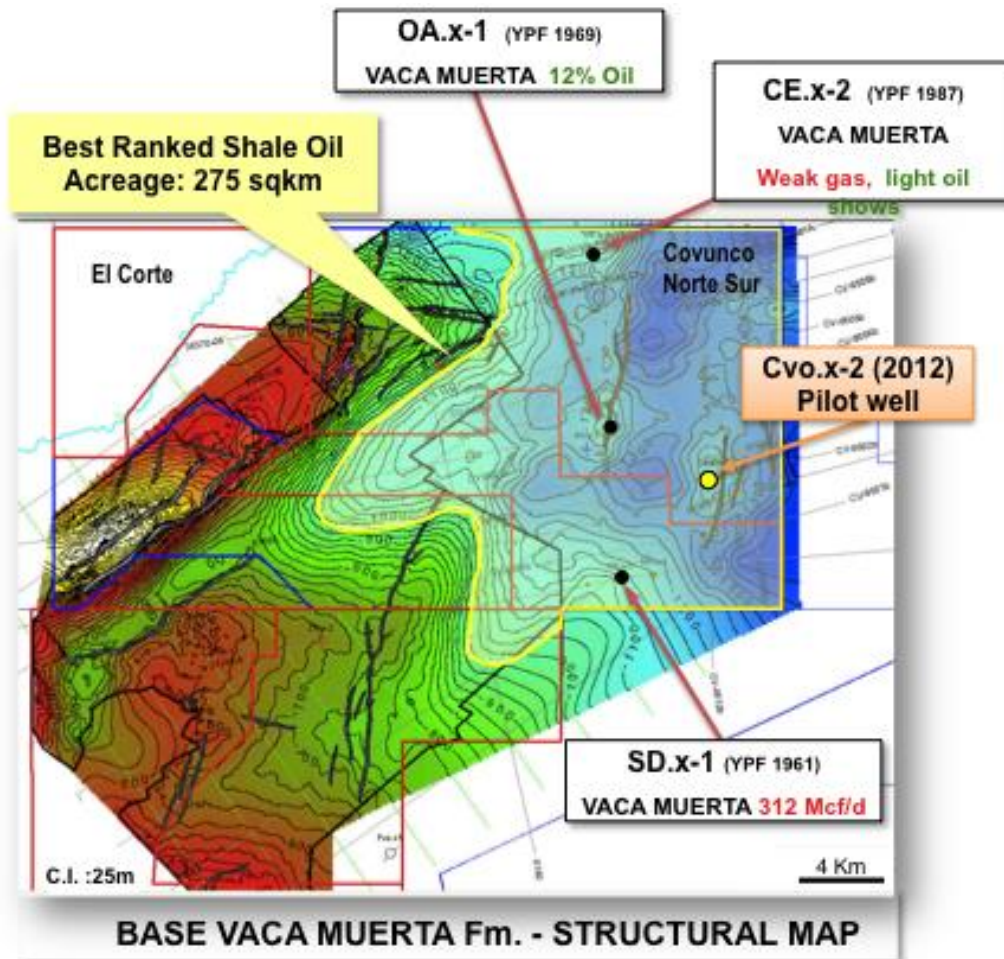 OA.x-1 (YPF 1969)
VACA MUERTA 12% Oil
CE.x-2 (YPF 1987)
VACA MUERTA
Weak gas, light oil
shows
Best Ranked Shale Oil
Acreage: 275 sqkm
El Corte
Covunco
Norte Sur
Cvo.x-2 (2012)
Pilot well
SD.x-1 (YPF 1961)
VACA MUERTA 312 Mcf/d
C.I. :25m
4 Km
BASE VACA MUERTA Fm. - STRUCTURAL MAP